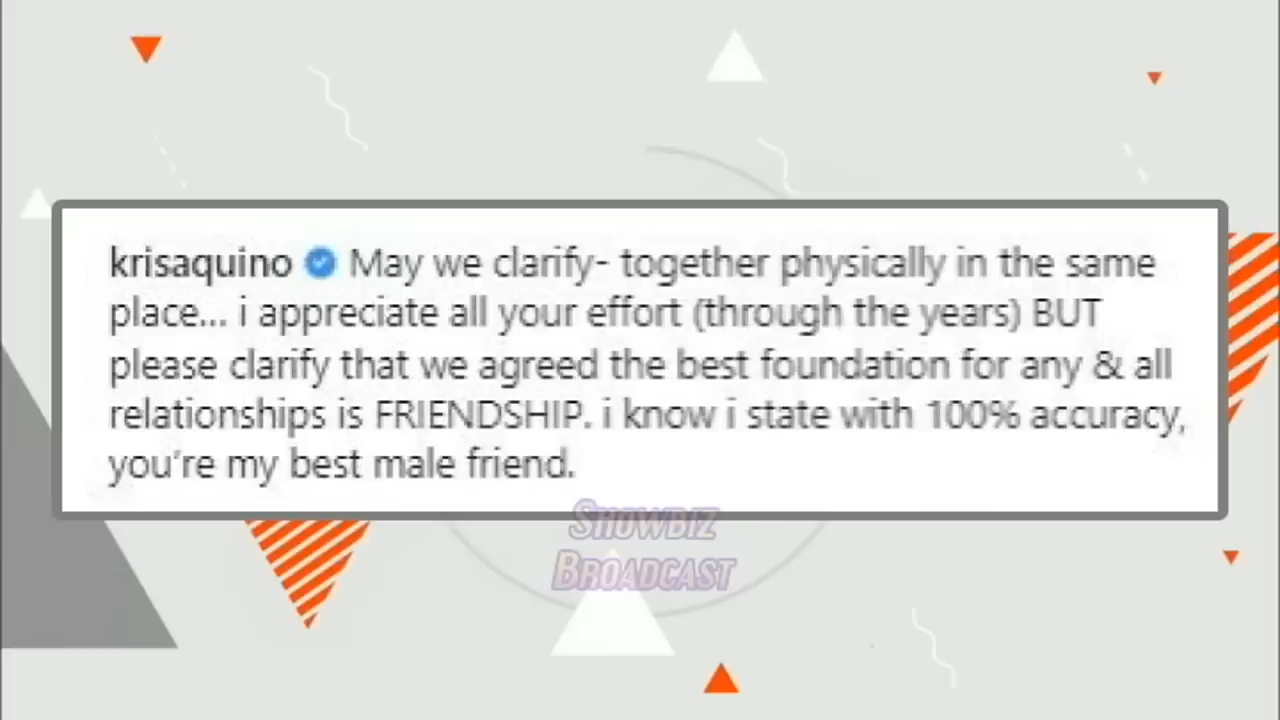 krisaquino May we clarify- together physically in the same
place... i appreciate all your effort (through the years) BUT
please clarify that we agreed the best foundation for any & all
relationships is FRIENDSHIP. i know i state with 100% accuracy,
you're my best male friend.
SHOWBIZ
BROADCAST